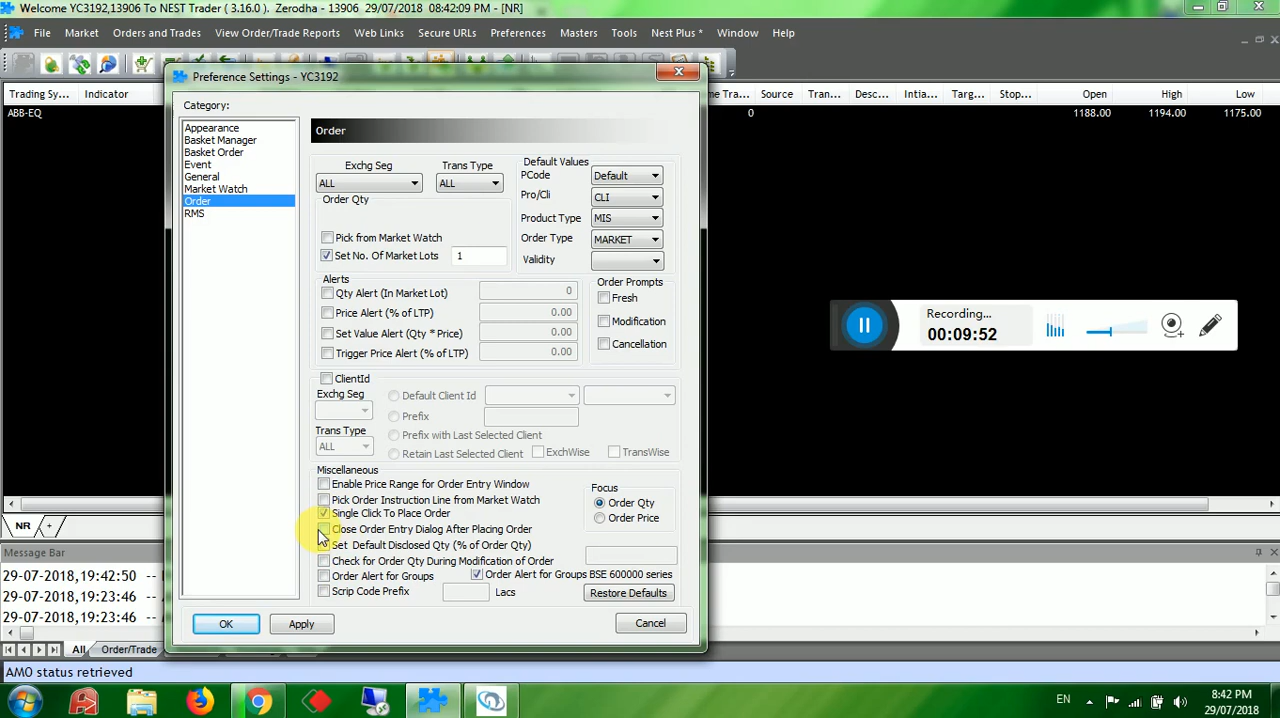 Welcome YC3192,13906 To NEST Trader ( 3.16.0 ). Zerodha - 13906 29/07/2018 08:42:09 PM - [NR]
File Market Orders and Trades View Order/Trade Reports Web Links Secure URLs Preferences Masters Tools Nest Plus * Window Help
Trading Sy... Indicator
me Tra... Source Tran... Desc... Intia... Targ... Stop... Open High Low
ABB-EQ
0 1188.00 1194.00 1175.00
Preference Settings - YC3192
Category:
Appearance
Basket Manager
Basket Order
Event
General
Market Watch
Order
RMS
Order
Exchg Seg Trans Type
ALL ALL
Order Qty
Pick from Market Watch
Set No. Of Market Lots 1
Default Values
PCode Default
Pro/Cli CLI
Product Type MIS
Order Type MARKET
Validity
Alerts
Qty Alert (In Market Lot) 0
Price Alert (% of LTP) 0.00
Set Value Alert (Qty * Price) 0.00
Trigger Price Alert (% of LTP) 0.00
Order Prompts
Fresh
Modification
Cancellation
ClientId
Exchg Seg
Trans Type
ALL
Default Client Id
Prefix
Prefix with Last Selected Client
Retain Last Selected Client ExchWise TransWise
Miscellaneous
Enable Price Range for Order Entry Window
Pick Order Instruction Line from Market Watch
Single Click To Place Order
Close Order Entry Dialog After Placing Order
Set Default Disclosed Qty (% of Order Qty)
Check for Order Qty During Modification of Order
Order Alert for Groups Order Alert for Groups BSE 600000 series
Scrip Code Prefix Lacs Restore Defaults
Focus
Order Qty
Order Price
OK Apply Cancel
Recording...
00:09:52
NR +
Message Bar
29-07-2018,19:42:50 --
29-07-2018,19:23:46 --
29-07-2018,19:23:46 --
All Order/Trade
AMO status retrieved
EN 8:42 PM
29/07/2018